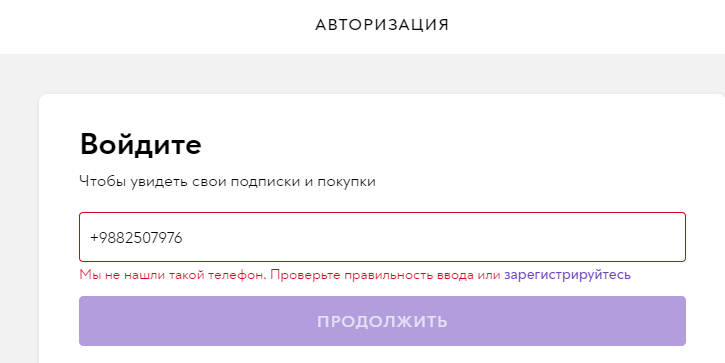 АВТОРИЗАЦИЯ
Войдите
Чтобы увидеть свои подписки и покупки
+9882507976
Мы не нашли такой телефон. Проверьте правильность ввода или зарегистрируйтесь
ПРОДОЛЖИТЬ